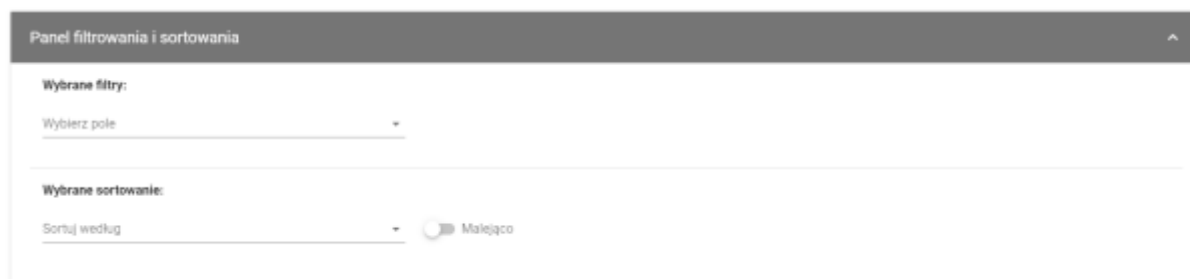 Panel filtrowania i sortowania
Wybrane filtry:
Wybierz pole
Wybrane sortowanie:
Sortuj według
Malejąco